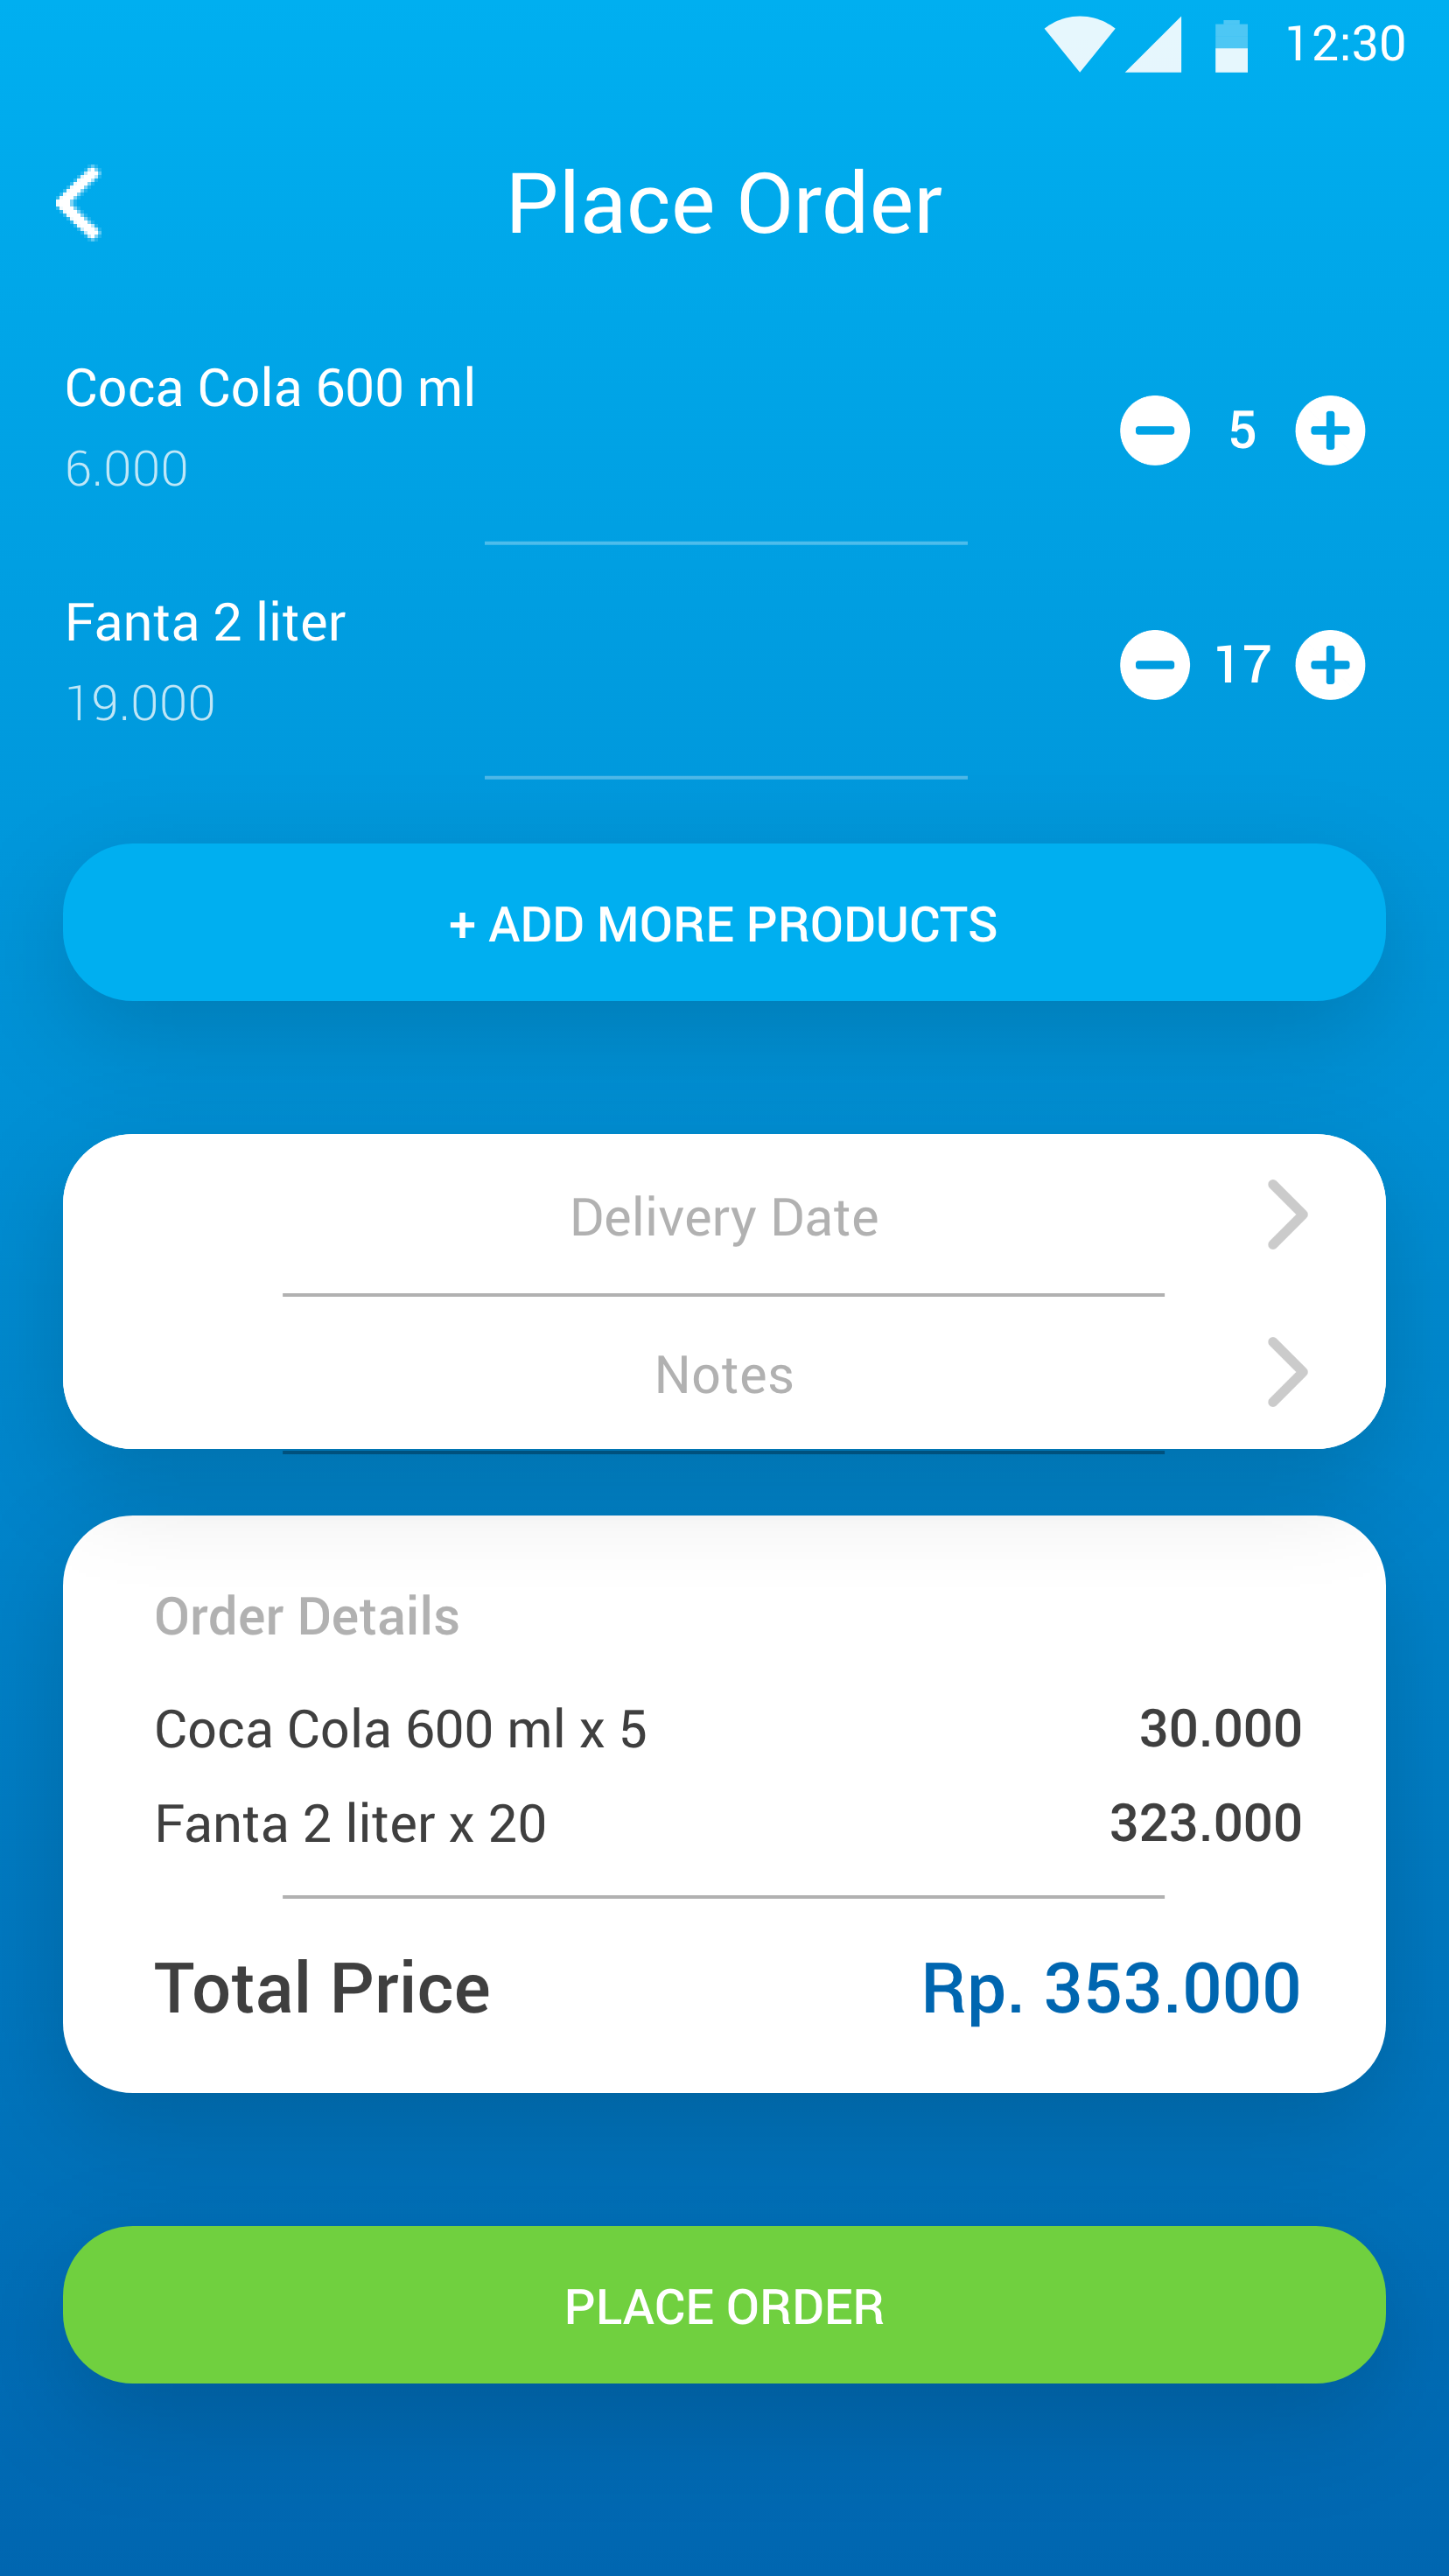 12:30
Place Order
Coca Cola 600 ml
6.000
5
Fanta 2 liter
19.000
17
+ ADD MORE PRODUCTS
Delivery Date
Notes
Order Details
Coca Cola 600 ml x 5 30.000
Fanta 2 liter x 20 323.000
Total Price Rp. 353.000
PLACE ORDER